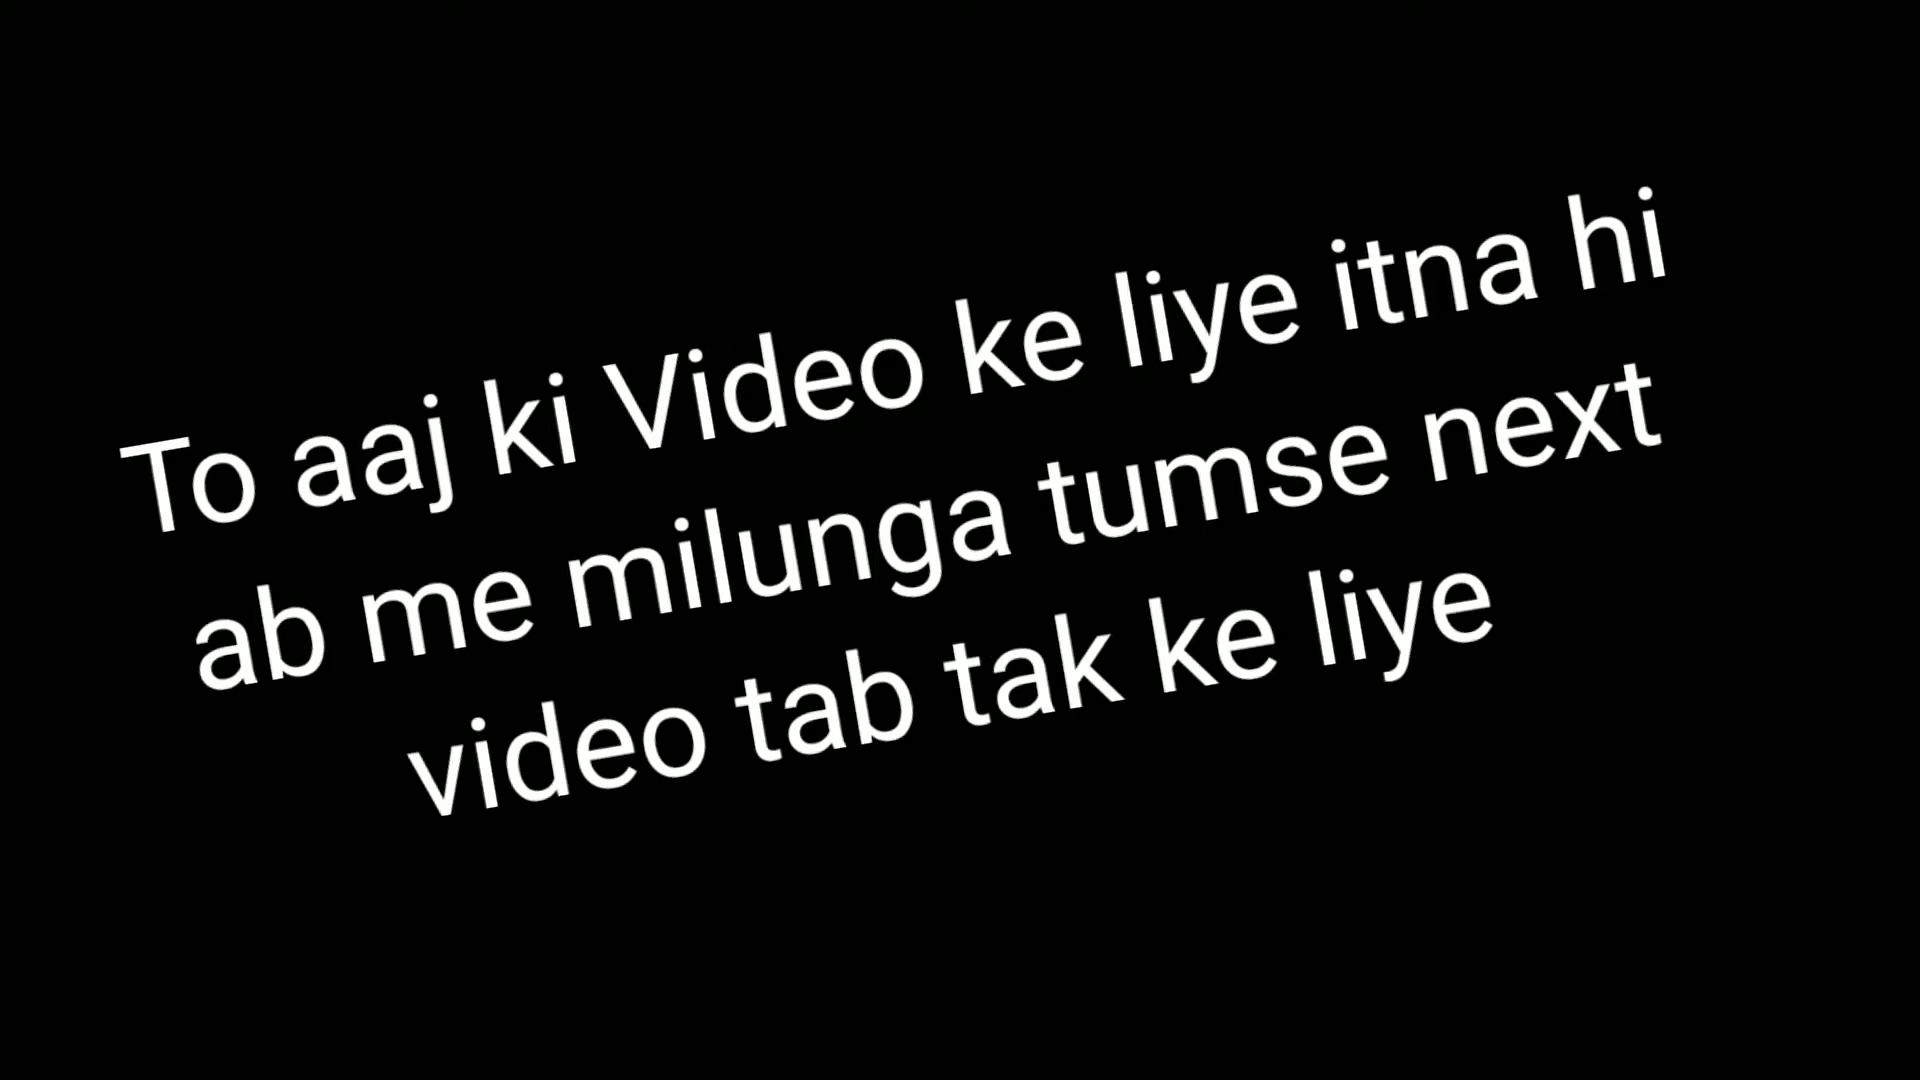 To aaj ki Video ke liye itna hi
ab me milunga tumse next
video tab tak ke liye